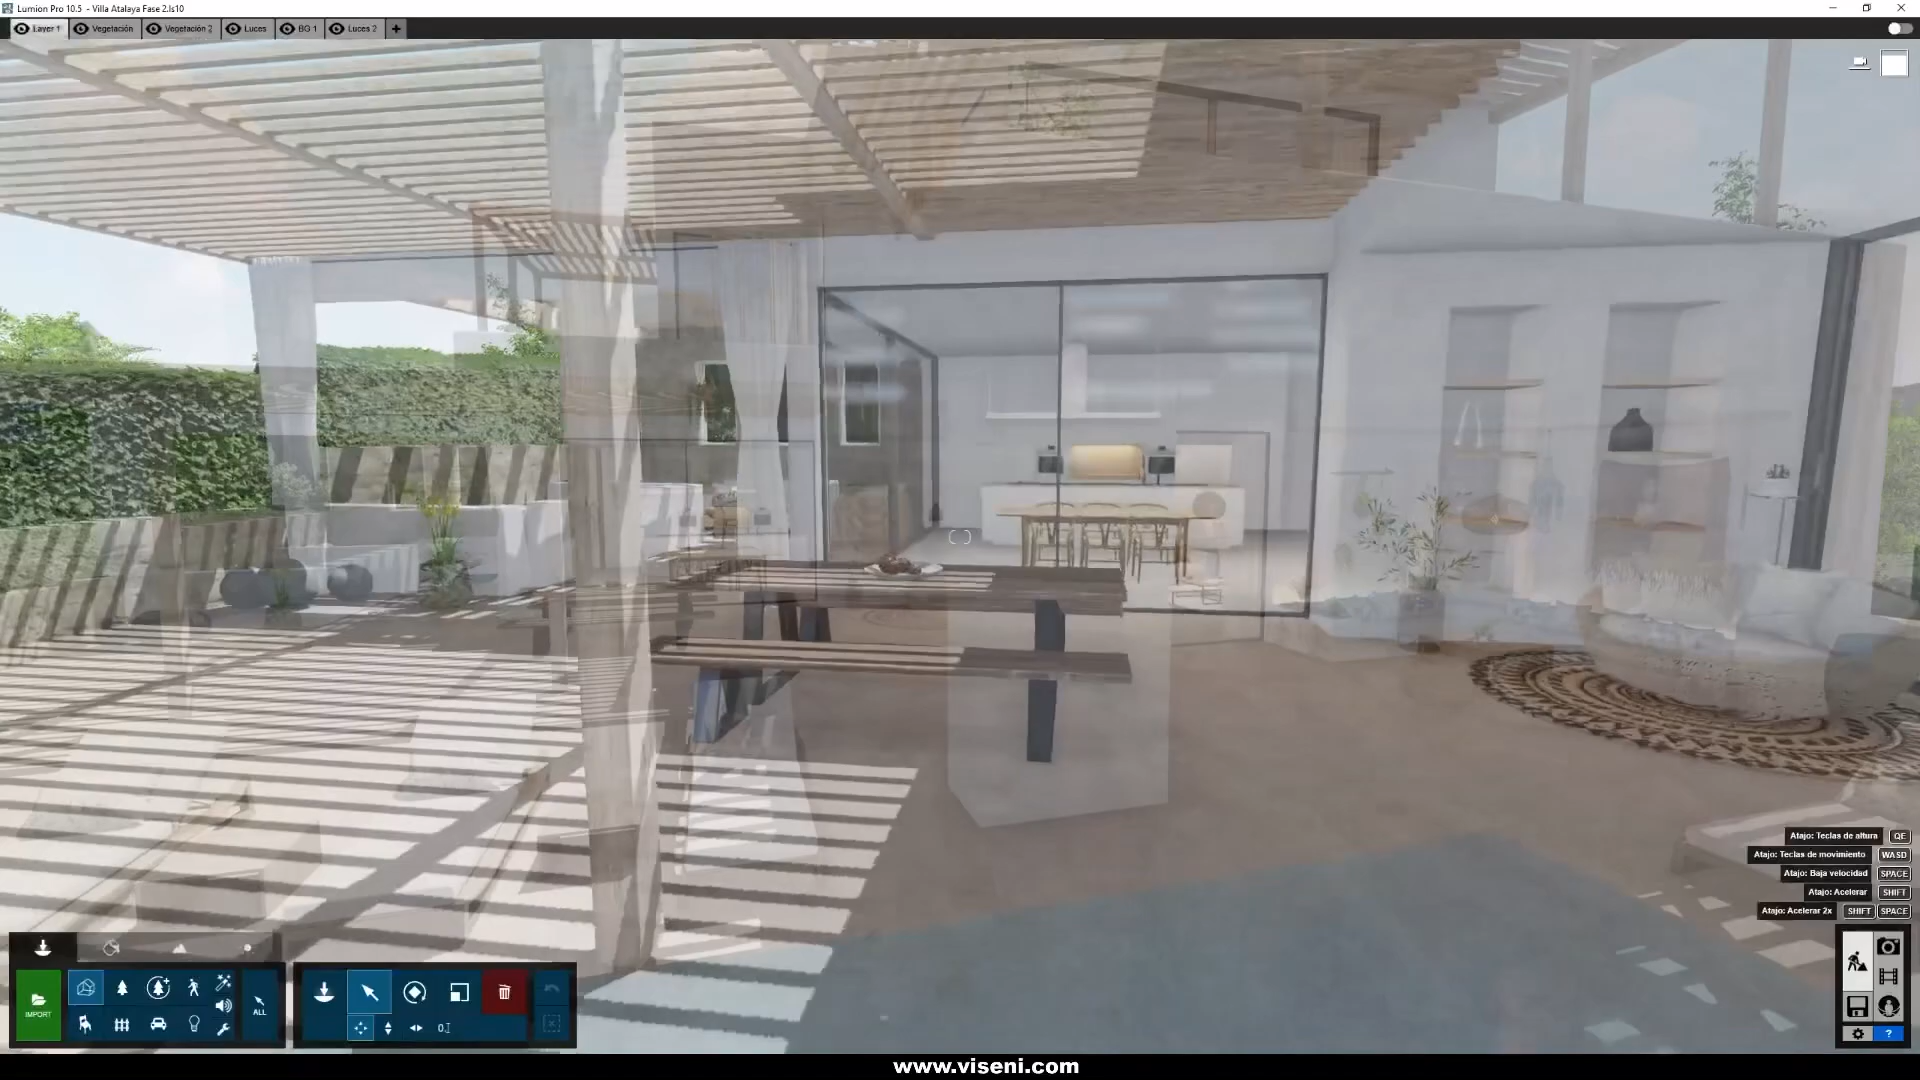 Lumion Pro 10.5 - Villa Atalaya Fase 2.ls10
Layer 1 Vegetación Vegetación 2 Luces BG 1 Luces 2 +
Atajo: Teclas de altura QE
Atajo: Teclas de movimiento WASD
Atajo: Baja velocidad SPACE
Atajo: Acelerar SHIFT
Atajo: Acelerar 2x SHIFT SPACE
IMPORT
ALL
?
www.viseni.com